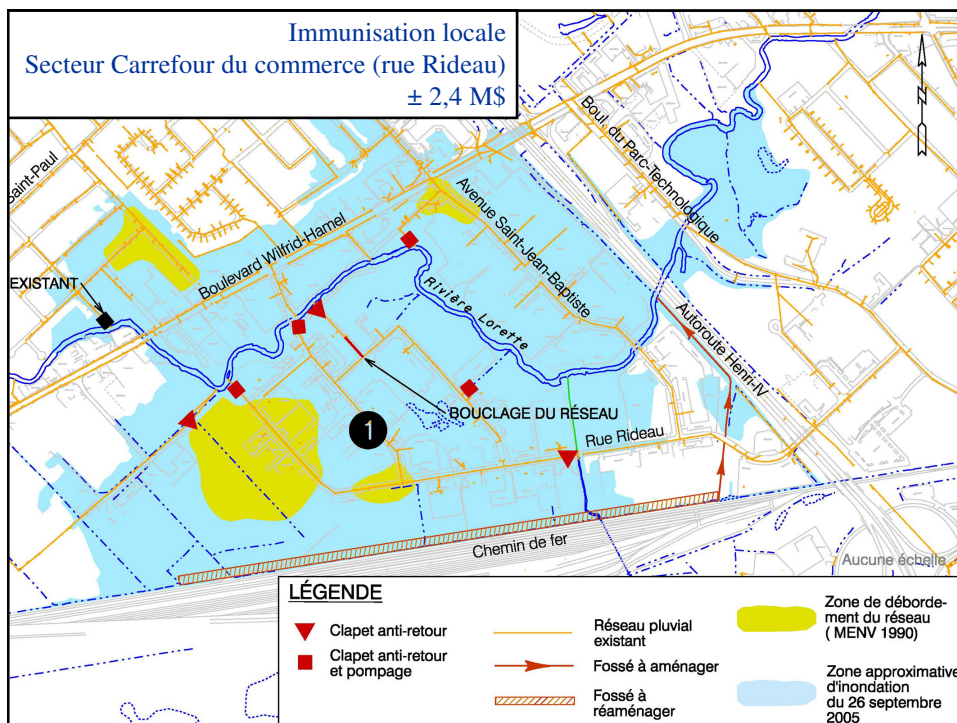 Immunisation locale
Secteur Carrefour du commerce (rue Rideau)
± 2,4 M$
N
Saint-Paul
Boulevard Wilfrid-Hamel
Avenue Saint-Jean-Baptiste
Boul. du Parc-Technologique
EXISTANT
Rivière Lorette
Autoroute Henri-IV
BOUCLAGE DU RÉSEAU
1
Rue Rideau
Chemin de fer
Aucune échelle
LÉGENDE
Clapet anti-retour
Clapet anti-retour
et pompage
Réseau pluvial
existant
Fossé à aménager
Fossé à
réaménager
Zone de déborde-
ment du réseau
( MENV 1990)
Zone approximative
d'inondation
du 26 septembre
2005